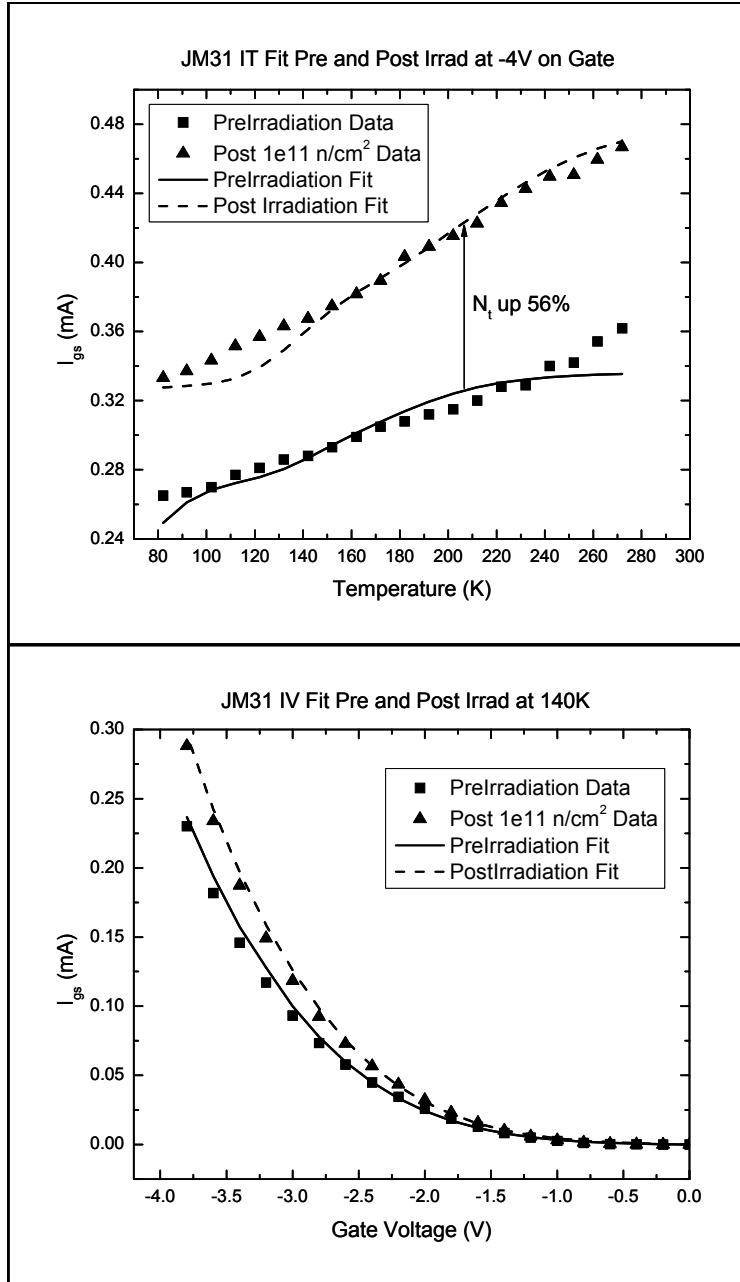 JM31 IT Fit Pre and Post Irrad at -4V on Gate
PreIrradiation Data
Post 1e11 n/cm² Data
PreIrradiation Fit
Post Irradiation Fit
0.48
0.44
0.40
0.36
0.32
0.28
0.24
I_gs (mA)
N_t up 56%
80 100 120 140 160 180 200 220 240 260 280 300
Temperature (K)
JM31 IV Fit Pre and Post Irrad at 140K
PreIrradiation Data
Post 1e11 n/cm² Data
PreIrradiation Fit
PostIrradiation Fit
0.30
0.25
0.20
0.15
0.10
0.05
0.00
I_gs (mA)
-4.0 -3.5 -3.0 -2.5 -2.0 -1.5 -1.0 -0.5 0.0
Gate Voltage (V)